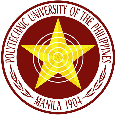 POLYTECHNIC UNIVERSITY OF THE PHILIPPINES
MANILA 1904